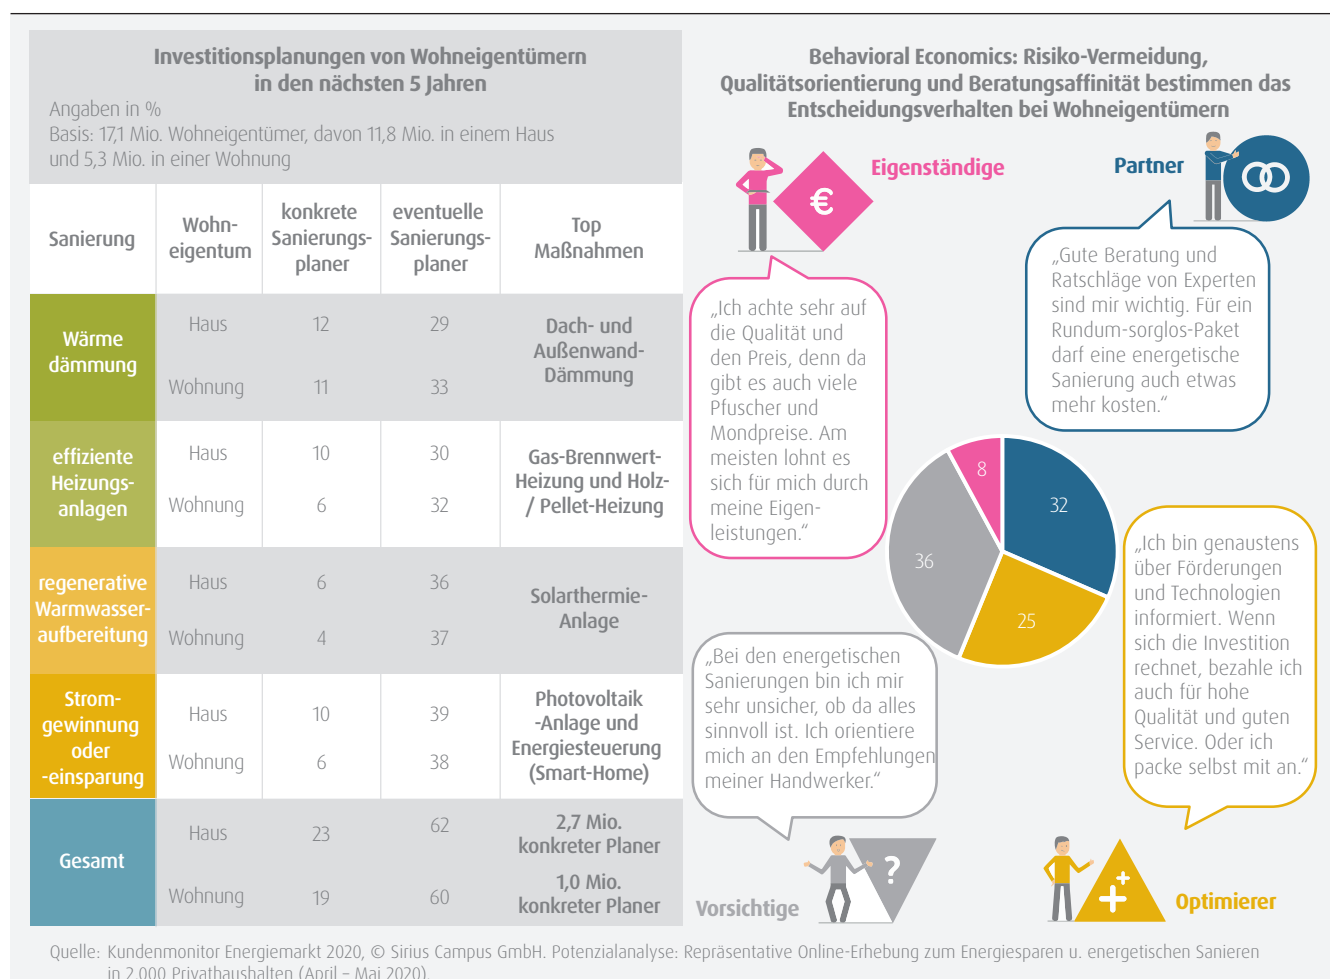 Investitionsplanungen von Wohneigentümern
in den nächsten 5 Jahren
Angaben in %
Basis: 17,1 Mio. Wohneigentümer, davon 11,8 Mio. in einem Haus
und 5,3 Mio. in einer Wohnung
Sanierung
Wohn-
eigentum
konkrete
Sanierungs-
planer
eventuelle
Sanierungs-
planer
Top
Maßnahmen
Wärme
dämmung
Haus 12 29
Wohnung 11 33
Dach- und
Außenwand-
Dämmung
effiziente
Heizungs-
anlagen
Haus 10 30
Wohnung 6 32
Gas-Brennwert-
Heizung und Holz-
/ Pellet-Heizung
regenerative
Warmwasser-
aufbereitung
Haus 6 36
Wohnung 4 37
Solarthermie-
Anlage
Strom-
gewinnung
oder
-einsparung
Haus 10 39
Wohnung 6 38
Photovoltaik
-Anlage und
Energiesteuerung
(Smart-Home)
Gesamt
Haus 23 62
2,7 Mio.
konkreter Planer
Wohnung 19 60
1,0 Mio.
konkreter Planer
Behavioral Economics: Risiko-Vermeidung,
Qualitätsorientierung und Beratungsaffinität bestimmen das
Entscheidungsverhalten bei Wohneigentümern
€
Eigenständige
„Ich achte sehr auf
die Qualität und
den Preis, denn da
gibt es auch viele
Pfuscher und
Mondpreise. Am
meisten lohnt es
sich für mich durch
meine Eigen-
leistungen.“
Partner
„Gute Beratung und
Ratschläge von Experten
sind mir wichtig. Für ein
Rundum-sorglos-Paket
darf eine energetische
Sanierung auch etwas
mehr kosten.“
8
32
36
25
„Bei den energetischen
Sanierungen bin ich mir
sehr unsicher, ob da alles
sinnvoll ist. Ich orientiere
mich an den Empfehlungen
meiner Handwerker.“
?
Vorsichtige
„Ich bin genaustens
über Förderungen
und Technologien
informiert. Wenn
sich die Investition
rechnet, bezahle ich
auch für hohe
Qualität und guten
Service. Oder ich
packe selbst mit an.“
Optimierer
Quelle: Kundenmonitor Energiemarkt 2020, © Sirius Campus GmbH. Potenzialanalyse: Repräsentative Online-Erhebung zum Energiesparen u. energetischen Sanieren
in 2.000 Privathaushalten (April – Mai 2020).